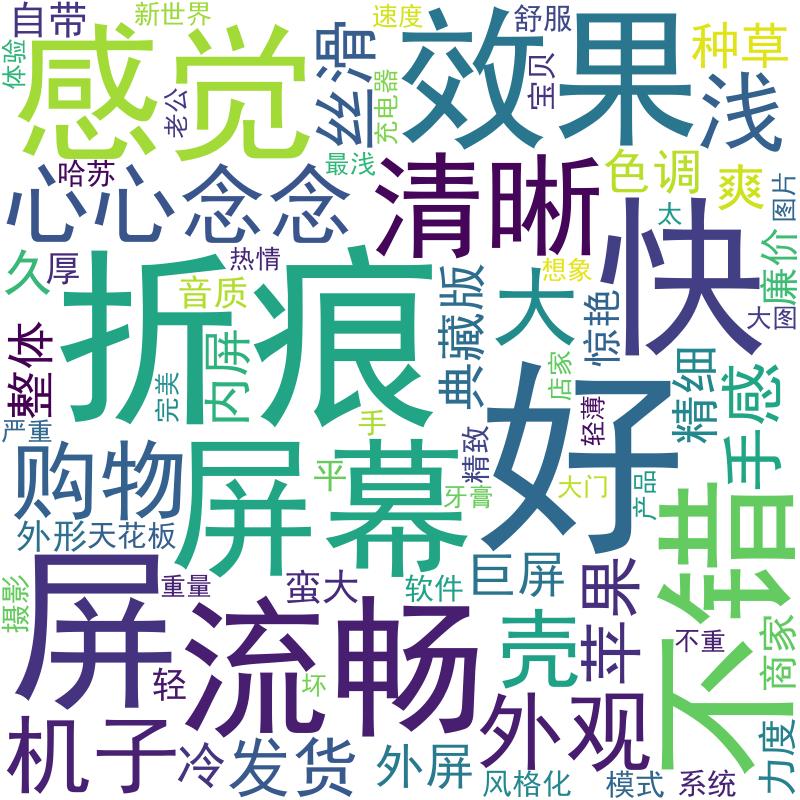 自带
新世界
速度
舒服
种草
体验
感觉
老公
丝滑
充电器
效果
宝贝
浅
哈苏
最浅
心心念念
清晰
色调
爽
图片
太
快
久
厚
热情
音质
折痕
典藏版
大
想象
惊艳
廉价
大图
整体
完美
内屏
店家
轻薄
精细
手感
严重
手
好
精致
购物
屏幕
平
牙膏
大门
产品
不错
外形
天花板
屏
重量
蛮大
软件
巨屏
苹果
摄影
流畅
壳
不重
商家
轻
坏
机子
冷
发货
外屏
外观
风格化
模式
系统
力度